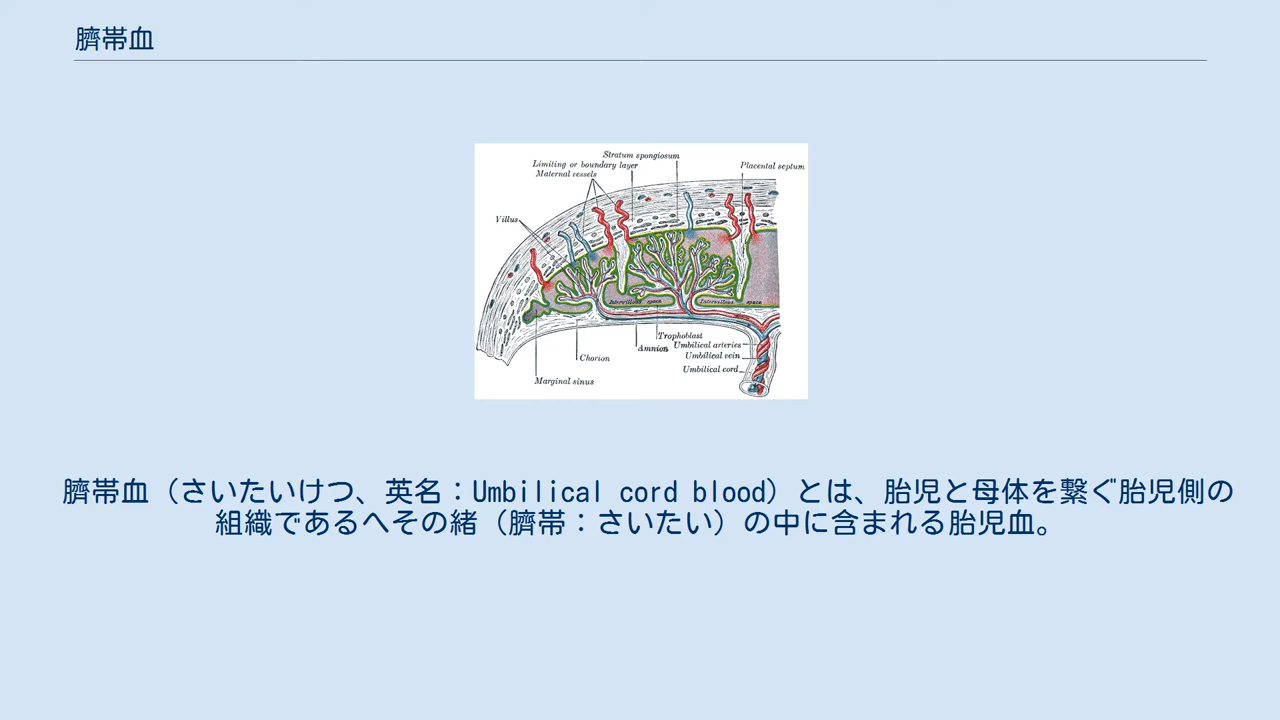 臍帯血
Stratum spongiosum
Limiting or boundary layer
Placental septum
Maternal vessels
Villus
Intervillous space
Intervillous space
Trophoblast
Umbilical arteries
Amnion
Umbilical vein
Chorion
Umbilical cord
Marginal sinus
臍帯血（さいたいけつ、英名：Umbilical cord blood）とは、胎児と母体を繋ぐ胎児側の
組織であるへその緒（臍帯：さいたい）の中に含まれる胎児血。